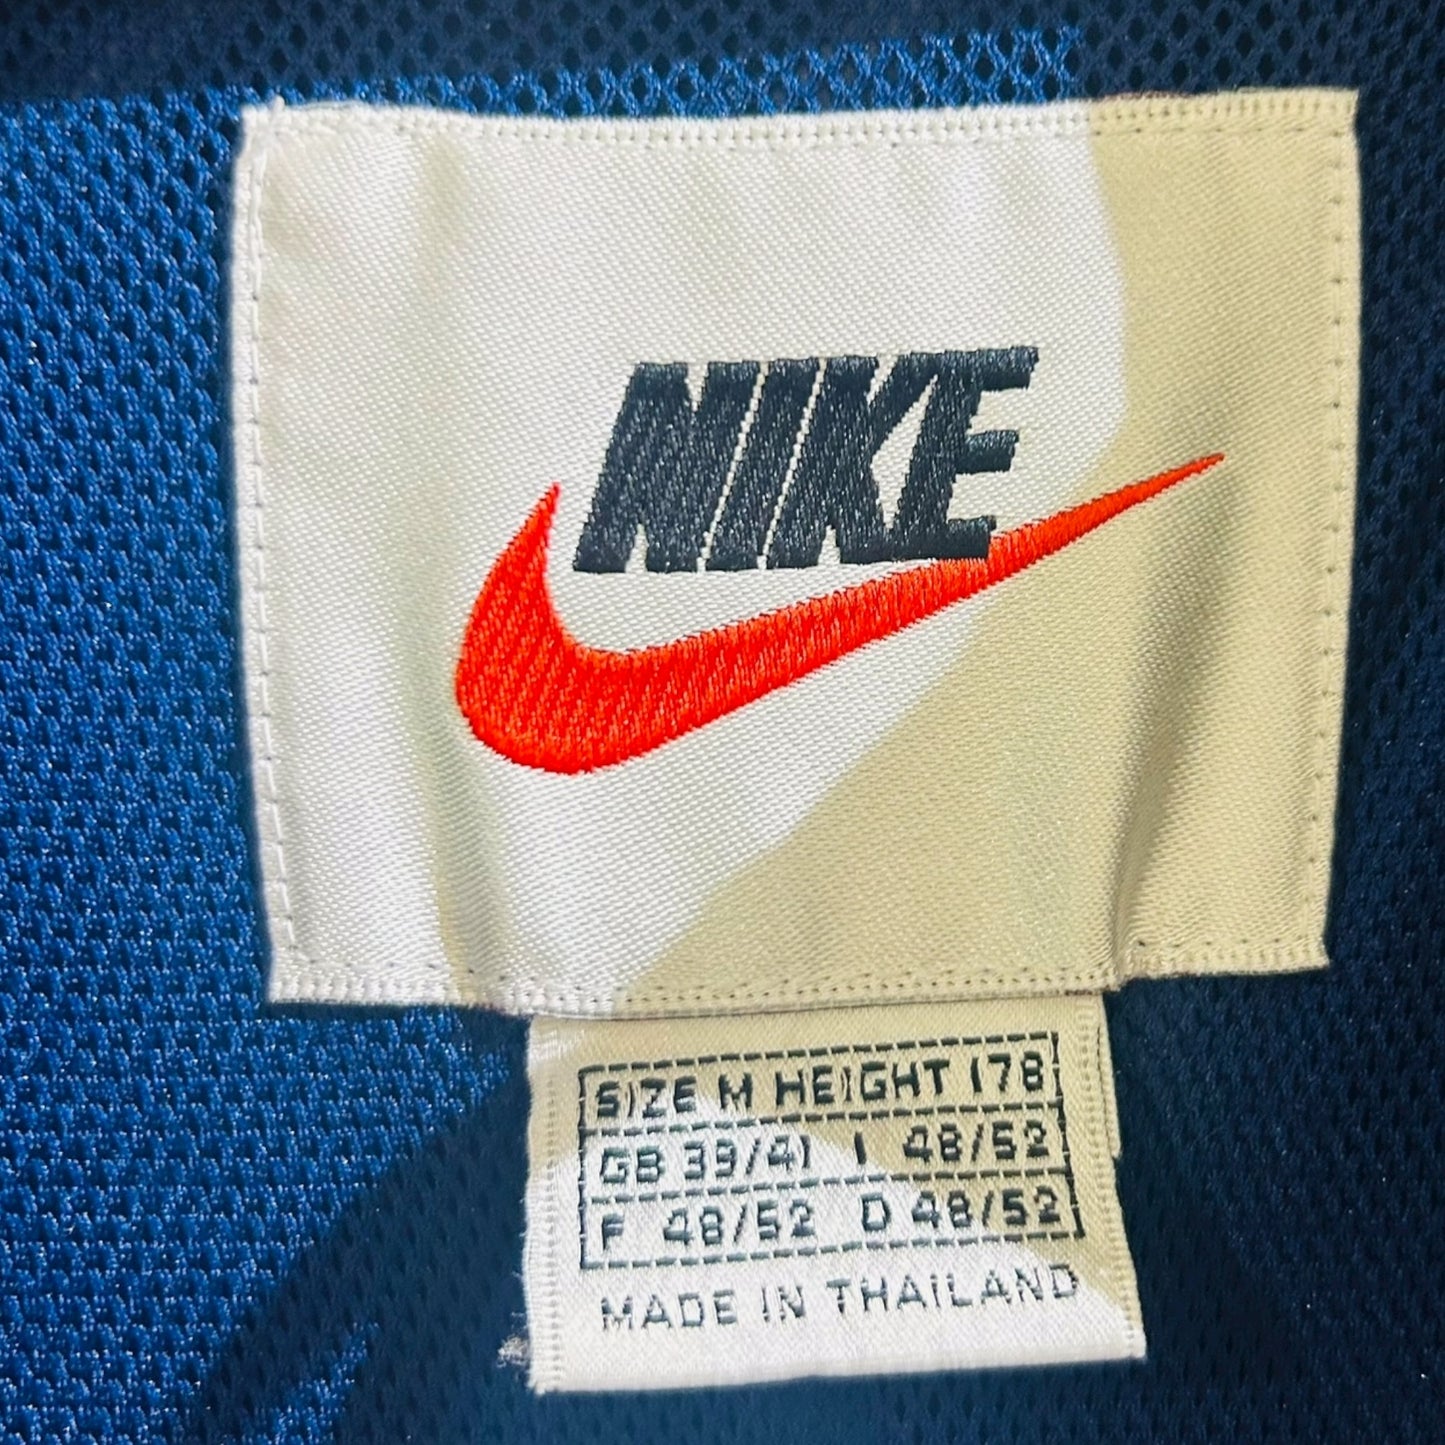 NIKE
SIZE M HEIGHT 178
GB 39/41 I 48/52
F 48/52 D 48/52
MADE IN THAILAND